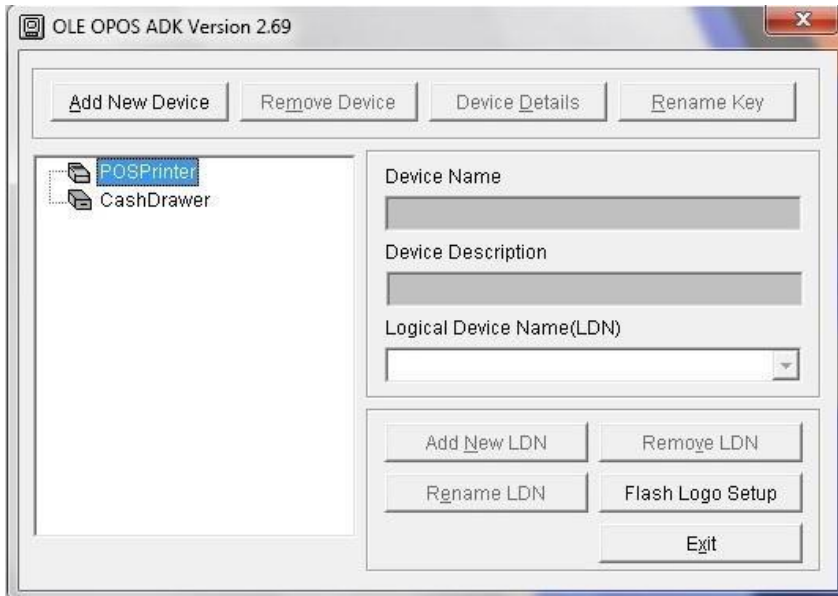 OLE OPOS ADK Version 2.69
Add New Device Remove Device Device Details Rename Key
POSPrinter
CashDrawer
Device Name
Device Description
Logical Device Name(LDN)
Add New LDN Remove LDN
Rename LDN Flash Logo Setup
Exit